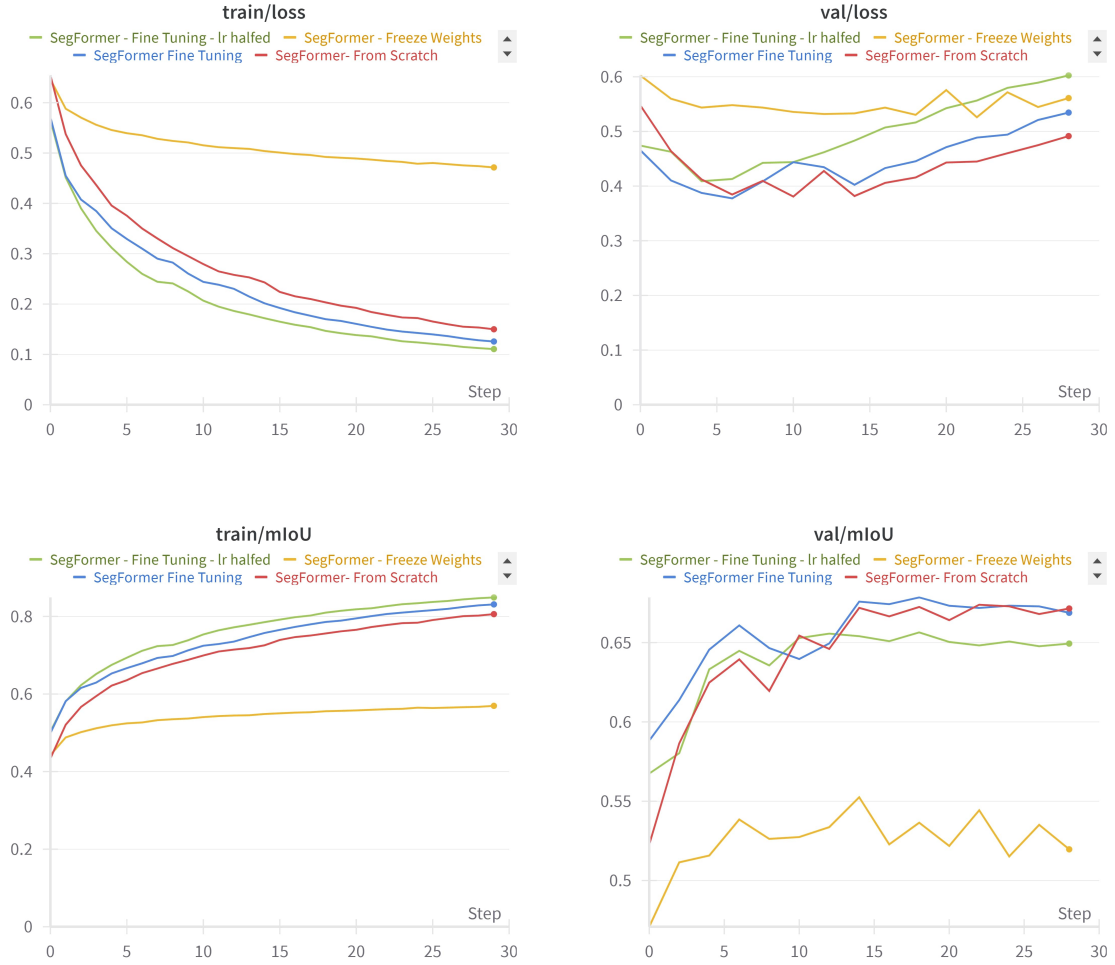 train/loss
SegFormer - Fine Tuning - lr halfed SegFormer - Freeze Weights
SegFormer Fine Tuning SegFormer- From Scratch
0.6
0.5
0.4
0.3
0.2
0.1
0
Step
0 5 10 15 20 25 30
val/loss
SegFormer - Fine Tuning - lr halfed SegFormer - Freeze Weights
SegFormer Fine Tuning SegFormer- From Scratch
0.6
0.5
0.4
0.3
0.2
0.1
0
Step
0 5 10 15 20 25 30
train/mIoU
SegFormer - Fine Tuning - lr halfed SegFormer - Freeze Weights
SegFormer Fine Tuning SegFormer- From Scratch
0.8
0.6
0.4
0.2
0
Step
0 5 10 15 20 25 30
val/mIoU
SegFormer - Fine Tuning - lr halfed SegFormer - Freeze Weights
SegFormer Fine Tuning SegFormer- From Scratch
0.65
0.6
0.55
0.5
Step
0 5 10 15 20 25 30